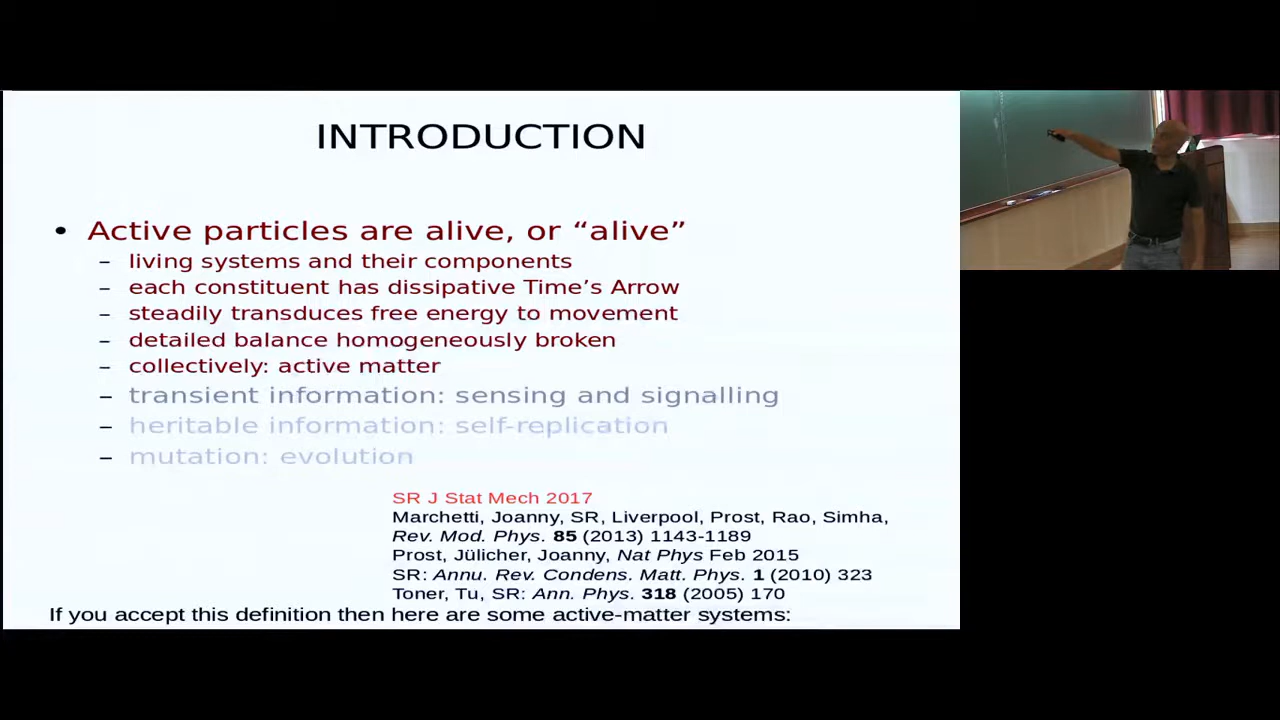 INTRODUCTION
• Active particles are alive, or “alive”
– living systems and their components
– each constituent has dissipative Time’s Arrow
– steadily transduces free energy to movement
– detailed balance homogeneously broken
– collectively: active matter
– transient information: sensing and signalling
– heritable information: self-replication
– mutation: evolution
SR J Stat Mech 2017
Marchetti, Joanny, SR, Liverpool, Prost, Rao, Simha,
Rev. Mod. Phys. 85 (2013) 1143-1189
Prost, Jülicher, Joanny, Nat Phys Feb 2015
SR: Annu. Rev. Condens. Matt. Phys. 1 (2010) 323
Toner, Tu, SR: Ann. Phys. 318 (2005) 170
If you accept this definition then here are some active-matter systems: